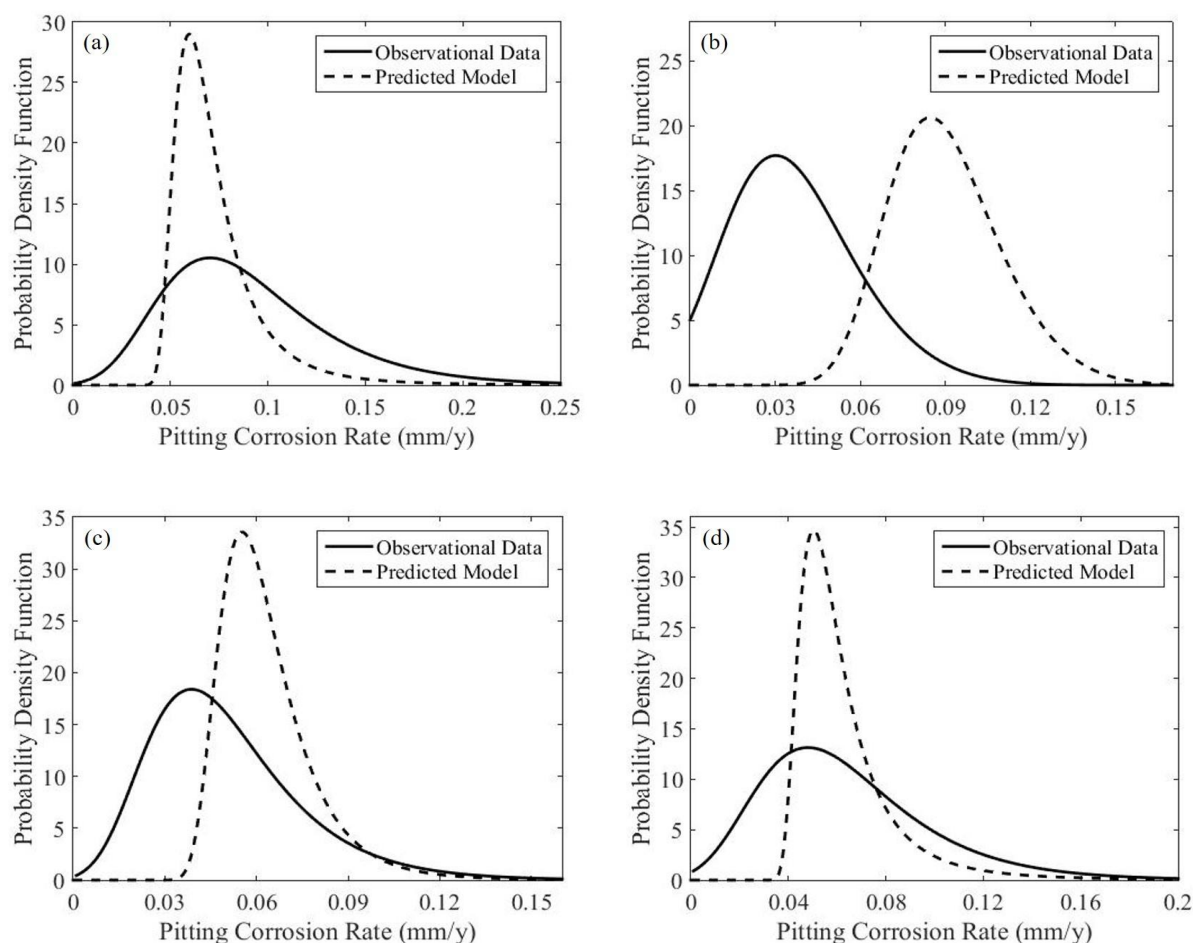 (a)
Observational Data
Predicted Model
Probability Density Function
30
25
20
15
10
5
0
0 0.05 0.1 0.15 0.2 0.25
Pitting Corrosion Rate (mm/y)
(b)
Observational Data
Predicted Model
Probability Density Function
25
20
15
10
5
0
0 0.03 0.06 0.09 0.12 0.15
Pitting Corrosion Rate (mm/y)
(c)
Observational Data
Predicted Model
Probability Density Function
35
30
25
20
15
10
5
0
0 0.03 0.06 0.09 0.12 0.15
Pitting Corrosion Rate (mm/y)
(d)
Observational Data
Predicted Model
Probability Density Function
35
30
25
20
15
10
5
0
0 0.04 0.08 0.12 0.16 0.2
Pitting Corrosion Rate (mm/y)